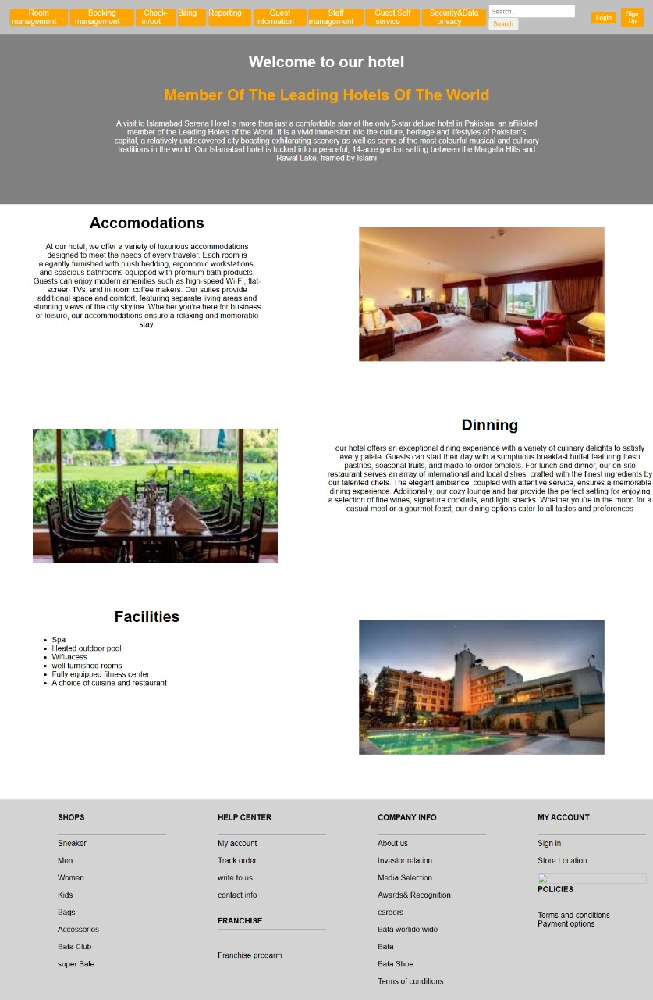 Room management
Booking management
Check-in/out
Biling
Reporting
Guest information
Staff management
Guest Self service
Security&Data privacy
Search...
Search
Login
Sign Up
Welcome to our hotel
Member Of The Leading Hotels Of The World
A visit to Islamabad Serena Hotel is more than just a comfortable stay at the only 5-star deluxe hotel in Pakistan, an affiliated
member of the Leading Hotels of the World. It is a vivid immersion into the culture, heritage and lifestyles of Pakistan's
capital, a relatively undiscovered city boasting exhilarating scenery as well as some of the most colourful musical and culinary
traditions in the world. Our Islamabad hotel is tucked into a peaceful, 14-acre garden setting between the Margalla Hills and
Rawal Lake, framed by Islami
Accomodations
At our hotel, we offer a variety of luxurious accommodations
designed to meet the needs of every traveler. Each room is
elegantly furnished with plush bedding, ergonomic workstations,
and spacious bathrooms equipped with premium bath products.
Guests can enjoy modern amenities such as high-speed Wi-Fi, flat-
screen TVs, and in-room coffee makers. Our suites provide
additional space and comfort, featuring separate living areas and
stunning views of the city skyline. Whether you're here for business
or leisure, our accommodations ensure a relaxing and memorable
stay.
Dinning
our hotel offers an exceptional dining experience with a variety of culinary delights to satisfy
every palate. Guests can start their day with a sumptuous breakfast buffet featuring fresh
pastries, seasonal fruits, and made-to-order omelets. For lunch and dinner, our on-site
restaurant serves an array of international and local dishes, crafted with the finest ingredients by
our talented chefs. The elegant ambiance, coupled with attentive service, ensures a memorable
dining experience. Additionally, our cozy lounge and bar provide the perfect setting for enjoying
a selection of fine wines, signature cocktails, and light snacks. Whether you're in the mood for a
casual meal or a gourmet feast, our dining options cater to all tastes and preferences
Facilities
• Spa
• Heated outdoor pool
• Wifi-acess
• well furnished rooms
• Fully equipped fitness center
• A choice of cuisine and restaurant
SHOPS
Sneaker
Men
Women
Kids
Bags
Accessories
Bata Club
super Sale
HELP CENTER
My account
Track order
write to us
contact info
FRANCHISE
Franchise progarm
COMPANY INFO
About us
Investor relation
Media Selection
Awards& Recognition
careers
Bata worlide wide
Bata
Bata Shoe
Terms of conditions
MY ACCOUNT
Sign in
Store Location
POLICIES
Terms and conditions
Payment options